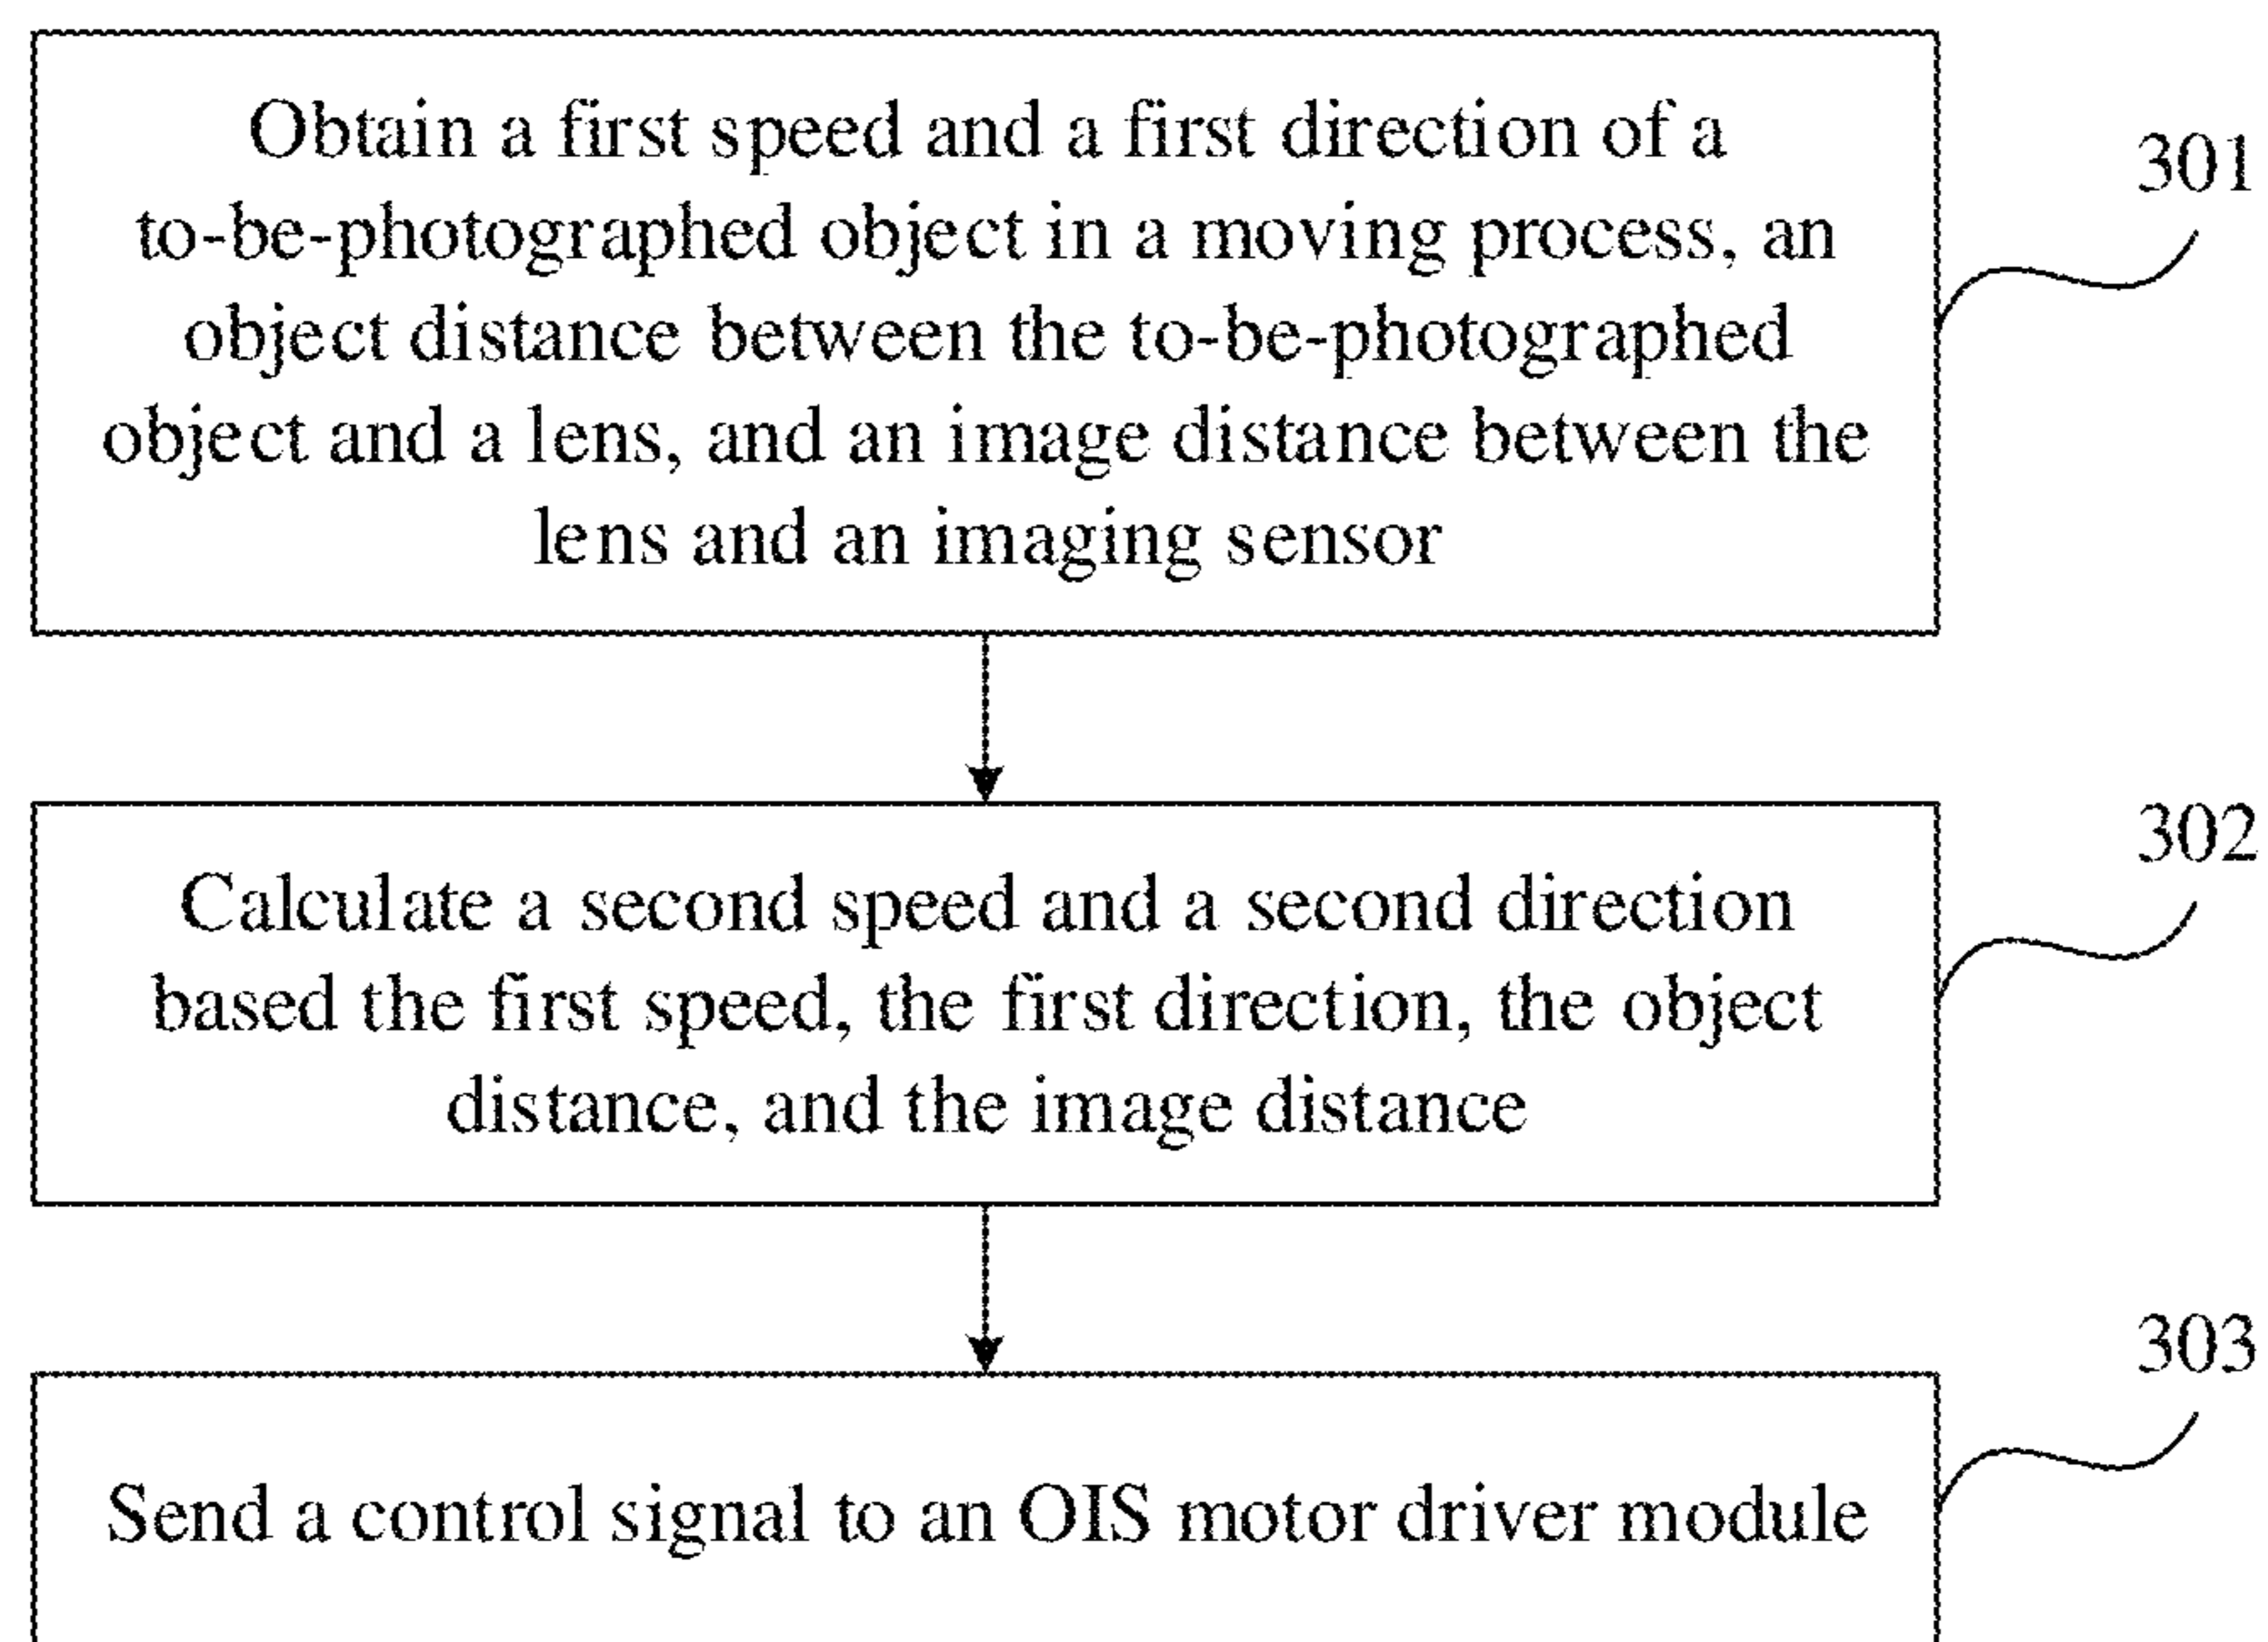 Obtain a first speed and a first direction of a
to-be-photographed object in a moving process, an
object distance between the to-be-photographed
object and a lens, and an image distance between the
lens and an imaging sensor
301
Calculate a second speed and a second direction
based the first speed, the first direction, the object
distance, and the image distance
302
Send a control signal to an OIS motor driver module
303